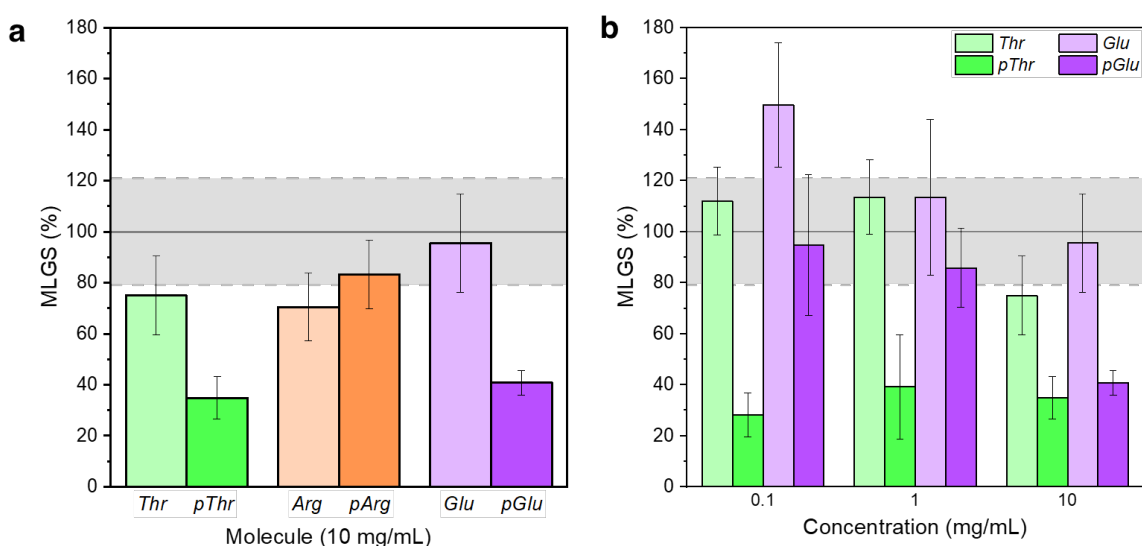 a
180
160
140
120
100
80
60
40
20
0
MLGS (%)
Thr pThr Arg pArg Glu pGlu
Molecule (10 mg/mL)
b
180
160
140
120
100
80
60
40
20
0
MLGS (%)
Thr Glu
pThr pGlu
0.1 1 10
Concentration (mg/mL)